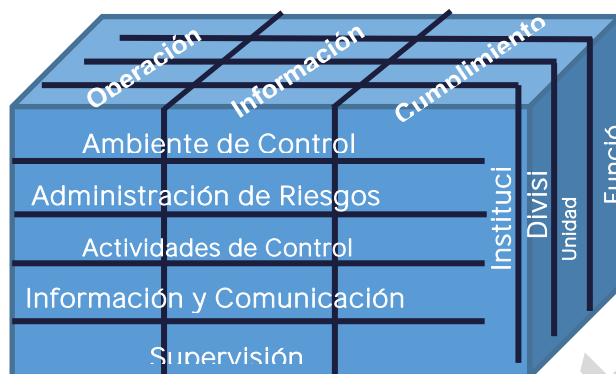 Operación
Información
Cumplimiento
Ambiente de Control
Administración de Riesgos
Actividades de Control
Información y Comunicación
Supervisión
Instituci
Divisi
Unidad
Funció